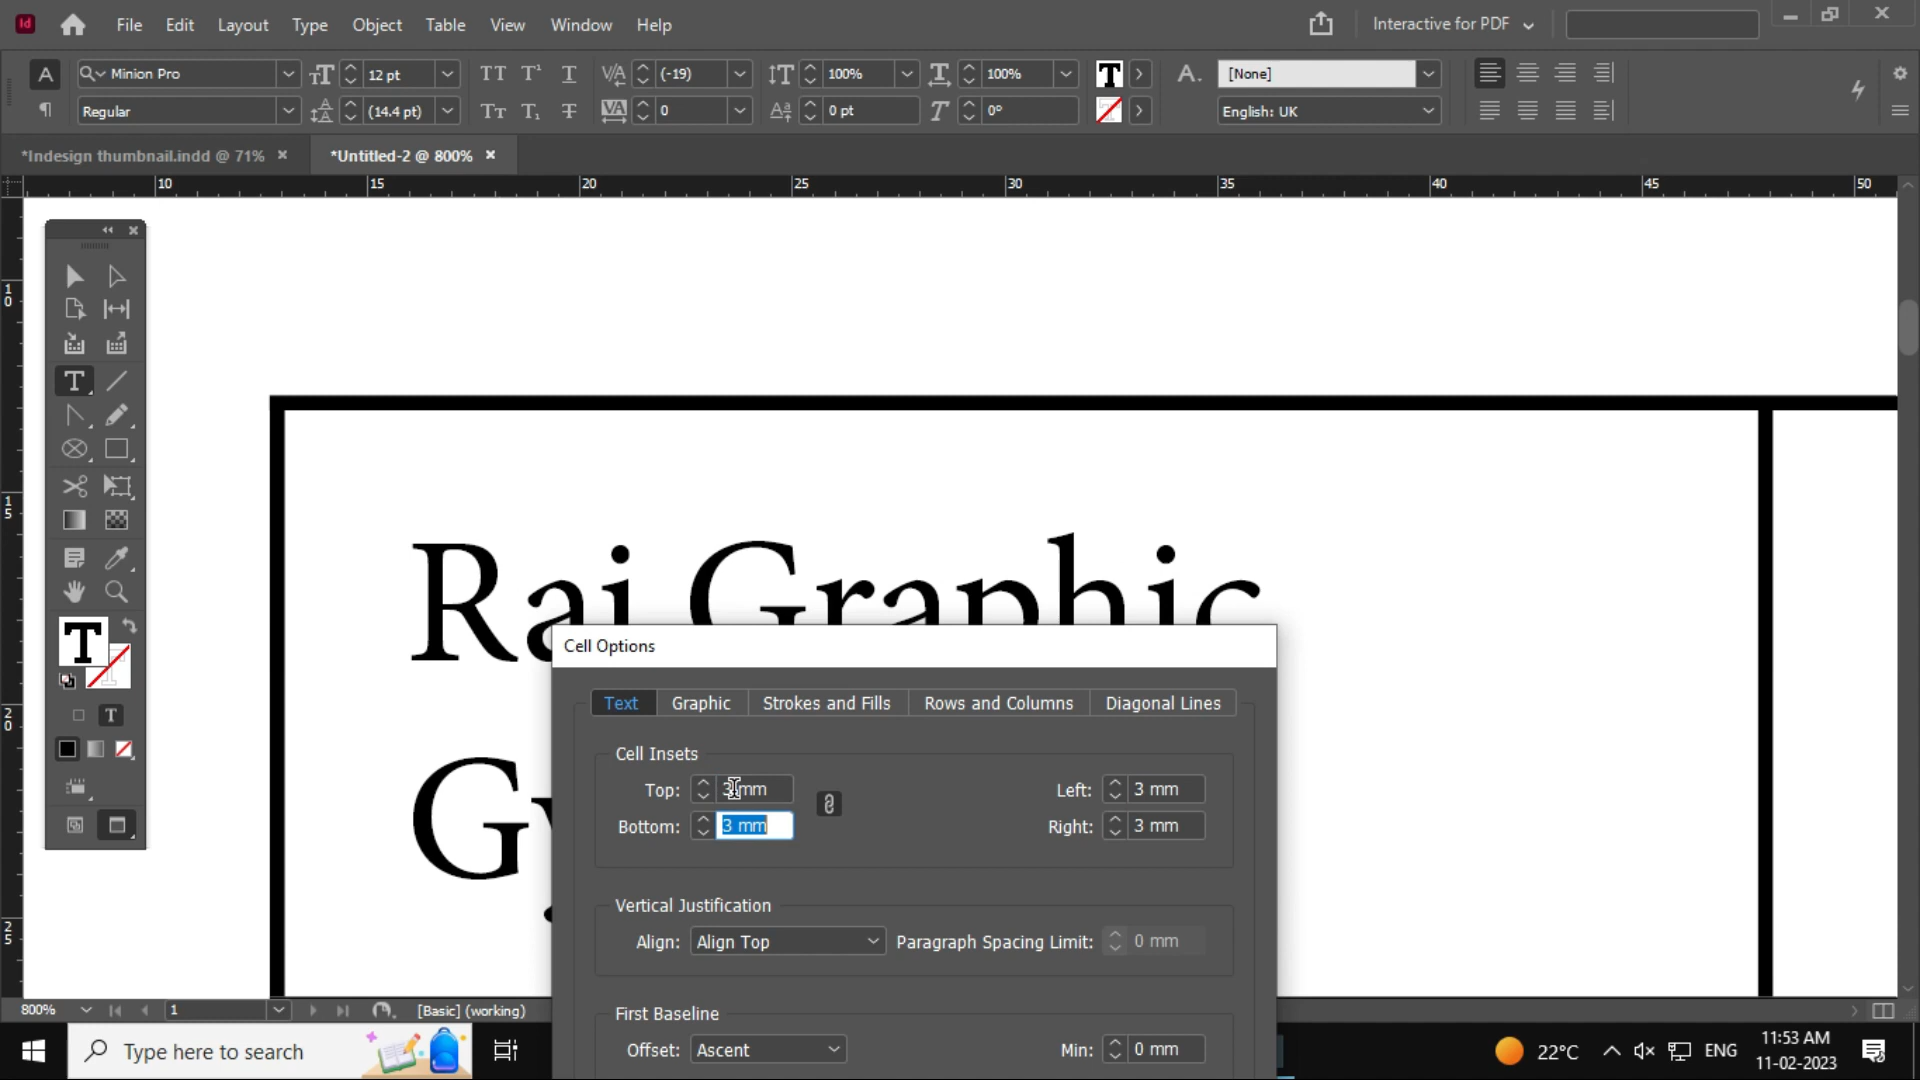 File Edit Layout Type Object Table View Window Help
Interactive for PDF
Minion Pro 12 pt (-19) 100% 100% [None]
Regular (14.4 pt) 0 0 pt 0° English: UK
*Indesign thumbnail.indd @ 71% *Untitled-2 @ 800%
10 15 20 25 30 35 40 45 50
10
15
20
25
Rai Graphic
Cell Options
Text Graphic Strokes and Fills Rows and Columns Diagonal Lines
Cell Insets
Top: 3 mm Left: 3 mm
Bottom: 3 mm Right: 3 mm
Vertical Justification
Align: Align Top Paragraph Spacing Limit: 0 mm
First Baseline
Offset: Ascent Min: 0 mm
800% 1 [Basic] (working)
Type here to search 22°C ENG 11:53 AM
11-02-2023